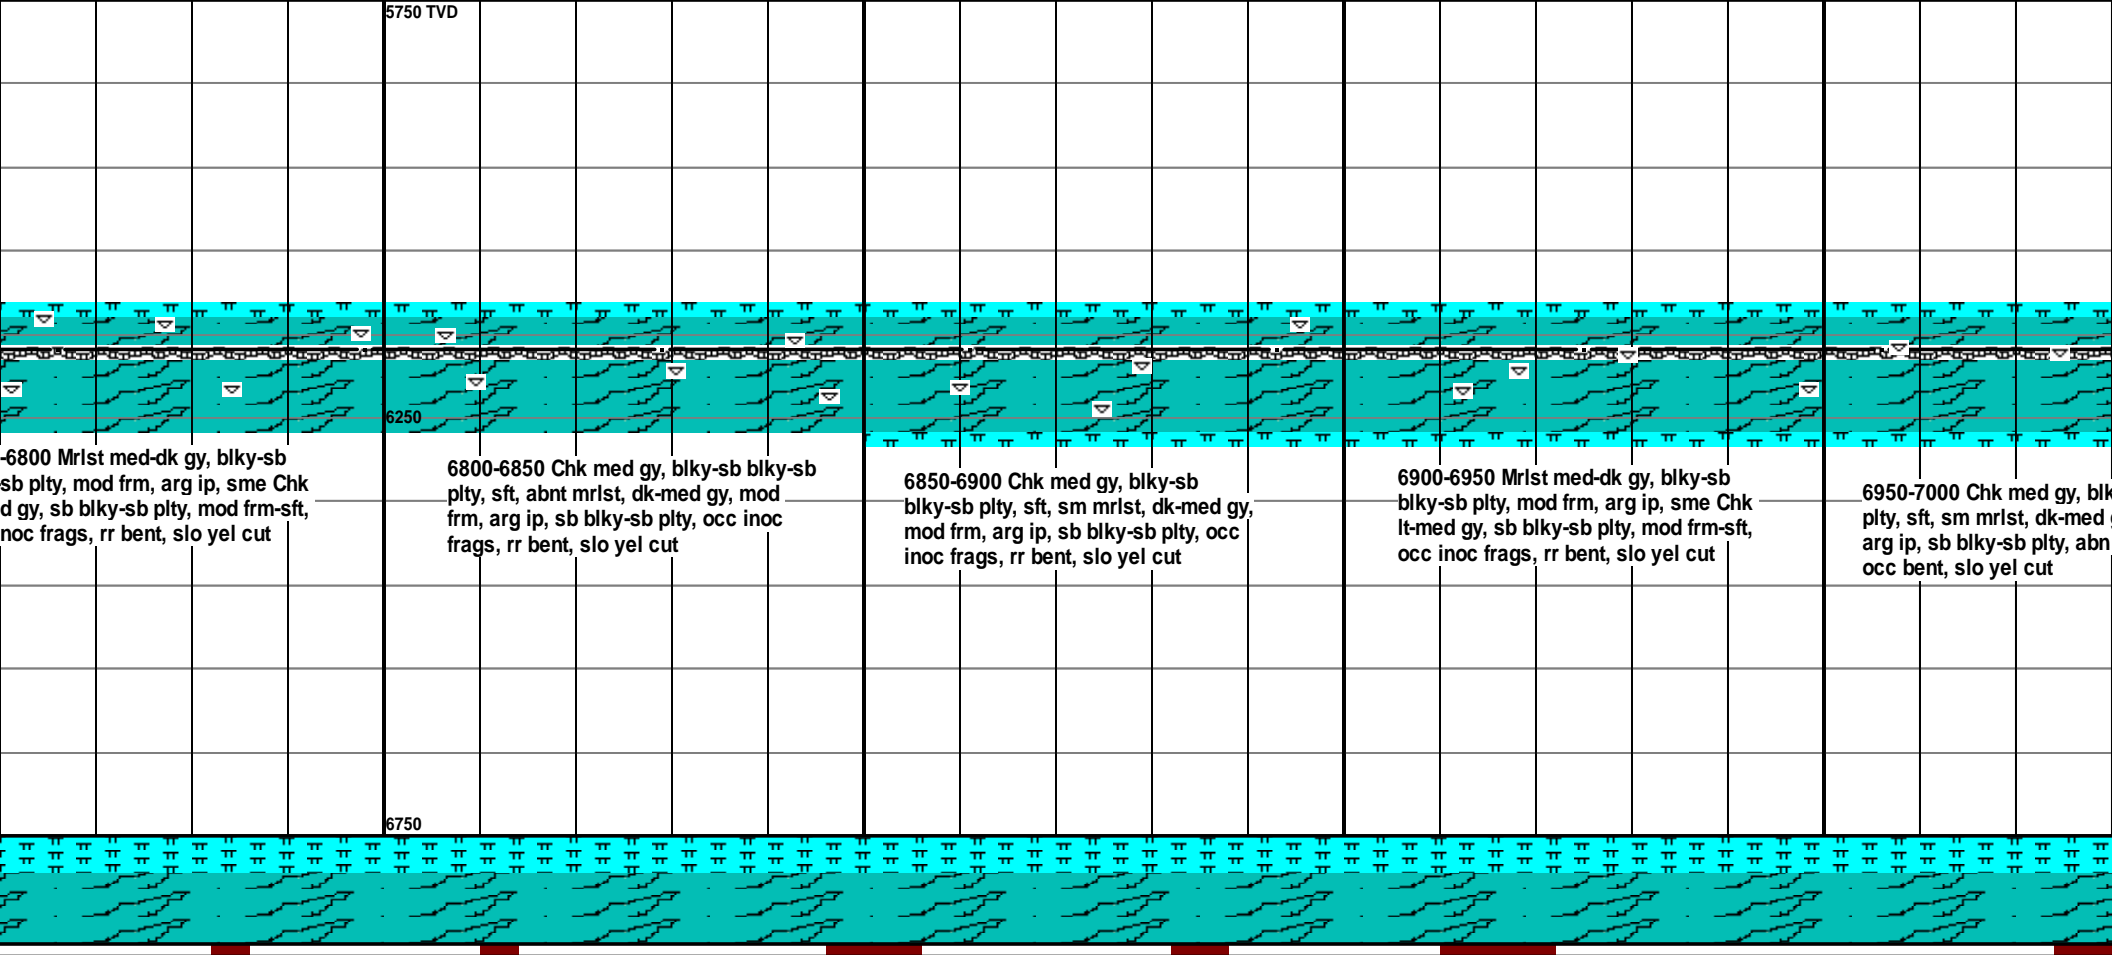 5750 TVD
6250
-6800 Mrlst med-dk gy, blky-sb
-sb plty, mod frm, arg ip, sme Chk
d gy, sb blky-sb plty, mod frm-sft,
noc frags, rr bent, slo yel cut
6800-6850 Chk med gy, blky-sb blky-sb
plty, sft, abnt mrlst, dk-med gy, mod
frm, arg ip, sb blky-sb plty, occ inoc
frags, rr bent, slo yel cut
6850-6900 Chk med gy, blky-sb
blky-sb plty, sft, sm mrlst, dk-med gy,
mod frm, arg ip, sb blky-sb plty, occ
inoc frags, rr bent, slo yel cut
6900-6950 Mrlst med-dk gy, blky-sb
blky-sb plty, mod frm, arg ip, sme Chk
lt-med gy, sb blky-sb plty, mod frm-sft,
occ inoc frags, rr bent, slo yel cut
6950-7000 Chk med gy, blk
plty, sft, sm mrlst, dk-med
arg ip, sb blky-sb plty, abn
occ bent, slo yel cut
6750